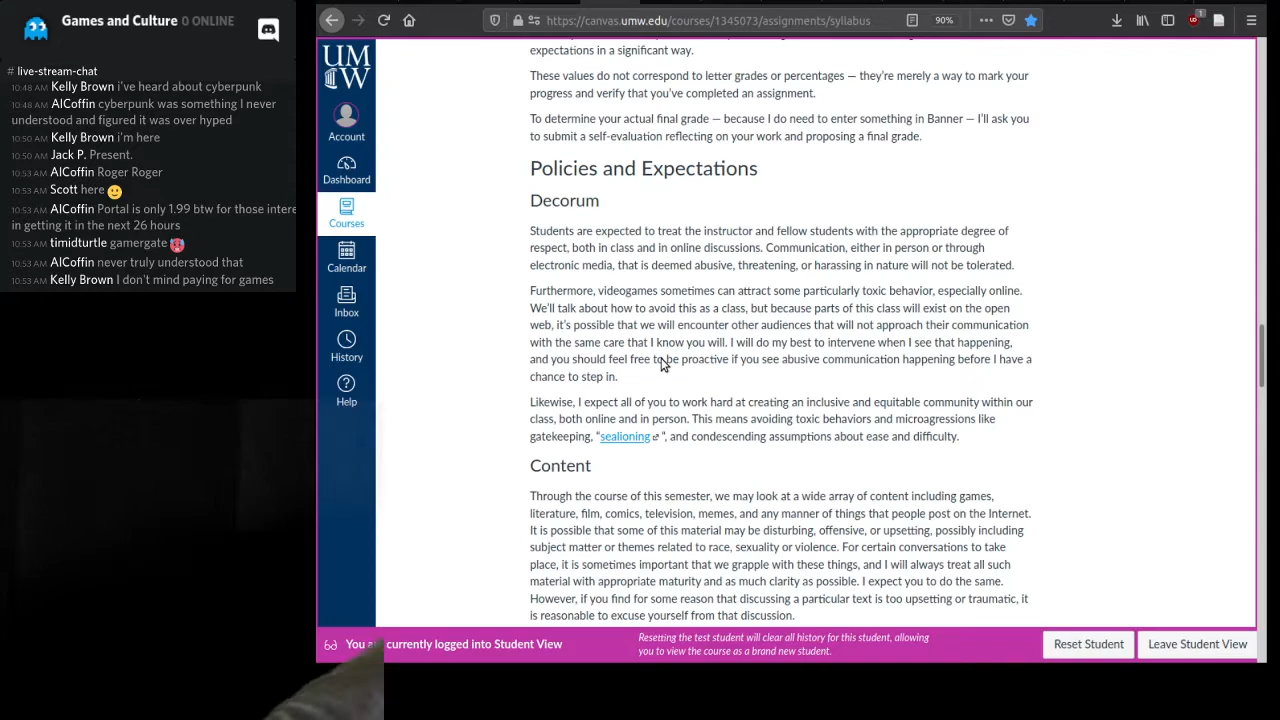 Games and Culture 0 ONLINE
# live-stream-chat
10:48 AM Kelly Brown i've heard about cyberpunk
10:48 AM AlCoffin cyberpunk was something I never
understood and figured it was over hyped
10:50 AM Kelly Brown i'm here
10:50 AM Jack P. Present.
10:53 AM AlCoffin Roger Roger
10:53 AM Scott here 🙂
10:53 AM AlCoffin Portal is only 1.99 btw for those intere
in getting it in the next 26 hours
10:53 AM timidturtle gamergate 🥵
10:53 AM AlCoffin never truly understood that
10:53 AM Kelly Brown I don't mind paying for games
https://canvas.umw.edu/courses/1345073/assignments/syllabus
90%
1
UMW
Account
Dashboard
Courses
Calendar
Inbox
History
Help
expectations in a significant way.
These values do not correspond to letter grades or percentages — they're merely a way to mark your
progress and verify that you've completed an assignment.
To determine your actual final grade — because I do need to enter something in Banner — I'll ask you
to submit a self-evaluation reflecting on your work and proposing a final grade.
Policies and Expectations
Decorum
Students are expected to treat the instructor and fellow students with the appropriate degree of
respect, both in class and in online discussions. Communication, either in person or through
electronic media, that is deemed abusive, threatening, or harassing in nature will not be tolerated.
Furthermore, videogames sometimes can attract some particularly toxic behavior, especially online.
We'll talk about how to avoid this as a class, but because parts of this class will exist on the open
web, it's possible that we will encounter other audiences that will not approach their communication
with the same care that I know you will. I will do my best to intervene when I see that happening,
and you should feel free to be proactive if you see abusive communication happening before I have a
chance to step in.
Likewise, I expect all of you to work hard at creating an inclusive and equitable community within our
class, both online and in person. This means avoiding toxic behaviors and microagressions like
gatekeeping, "sealioning", and condescending assumptions about ease and difficulty.
Content
Through the course of this semester, we may look at a wide array of content including games,
literature, film, comics, television, memes, and any manner of things that people post on the Internet.
It is possible that some of this material may be disturbing, offensive, or upsetting, possibly including
subject matter or themes related to race, sexuality or violence. For certain conversations to take
place, it is sometimes important that we grapple with these things, and I will always treat all such
material with appropriate maturity and as much clarity as possible. I expect you to do the same.
However, if you find for some reason that discussing a particular text is too upsetting or traumatic, it
is reasonable to excuse yourself from that discussion.
You a currently logged into Student View
Resetting the test student will clear all history for this student, allowing
you to view the course as a brand new student.
Reset Student
Leave Student View